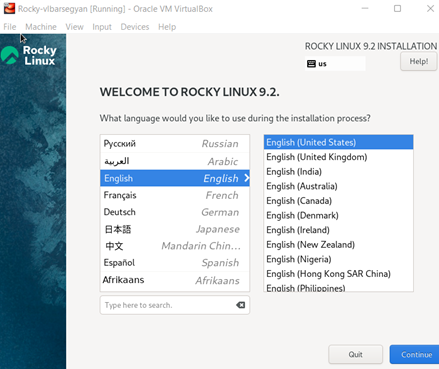 Rocky-vlbarsegyan [Running] - Oracle VM VirtualBox
File Machine View Input Devices Help
Rocky Linux
ROCKY LINUX 9.2 INSTALLATION
us
Help!
WELCOME TO ROCKY LINUX 9.2.
What language would you like to use during the installation process?
Русский Russian
العربية Arabic
English English
Français French
Deutsch German
日本語 Japanese
中文 Mandarin Chin...
Español Spanish
Afrikaans Afrikaans
Type here to search.
English (United States)
English (United Kingdom)
English (India)
English (Australia)
English (Canada)
English (Denmark)
English (Ireland)
English (New Zealand)
English (Nigeria)
English (Hong Kong SAR China)
English (Philippines)
Quit
Continue